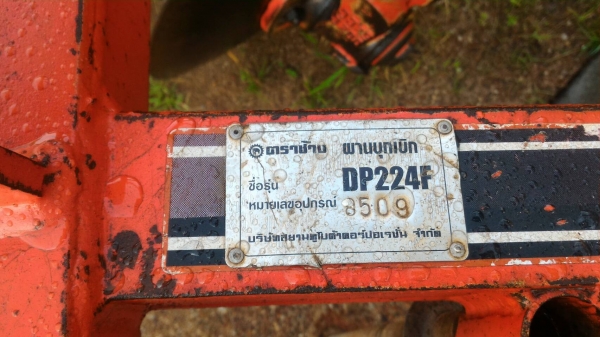 ตราช้าง ผานบุกเบิก
ชื่อรุ่น DP224F
หมายเลขอุปกรณ์ 8509
บริษัทสยามคูโบต้าคอร์ปอเรชั่น จำกัด